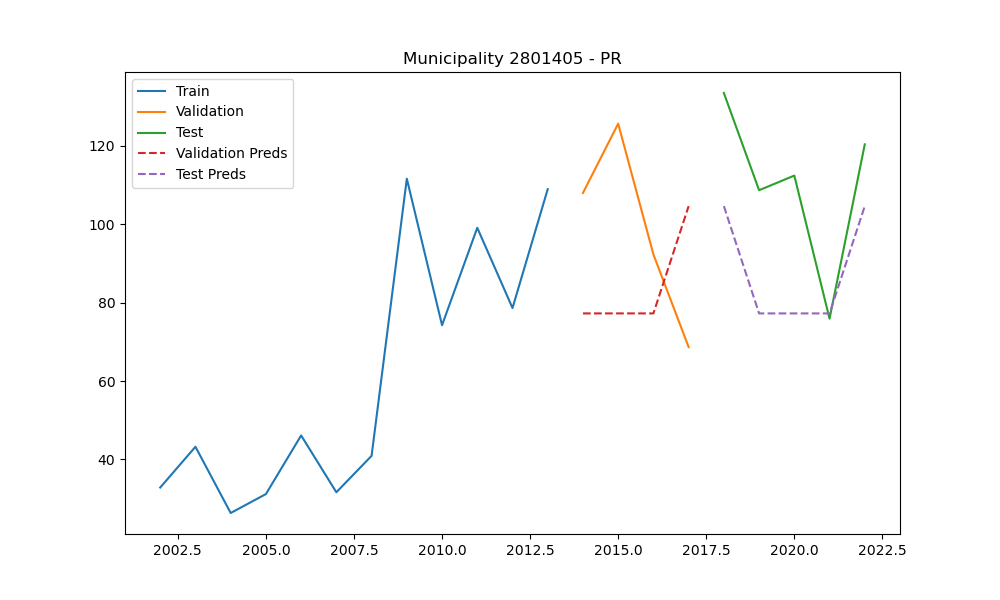 Municipality 2801405 - PR
Train
Validation
Test
Validation Preds
Test Preds
120
100
80
60
40
2002.5 2005.0 2007.5 2010.0 2012.5 2015.0 2017.5 2020.0 2022.5